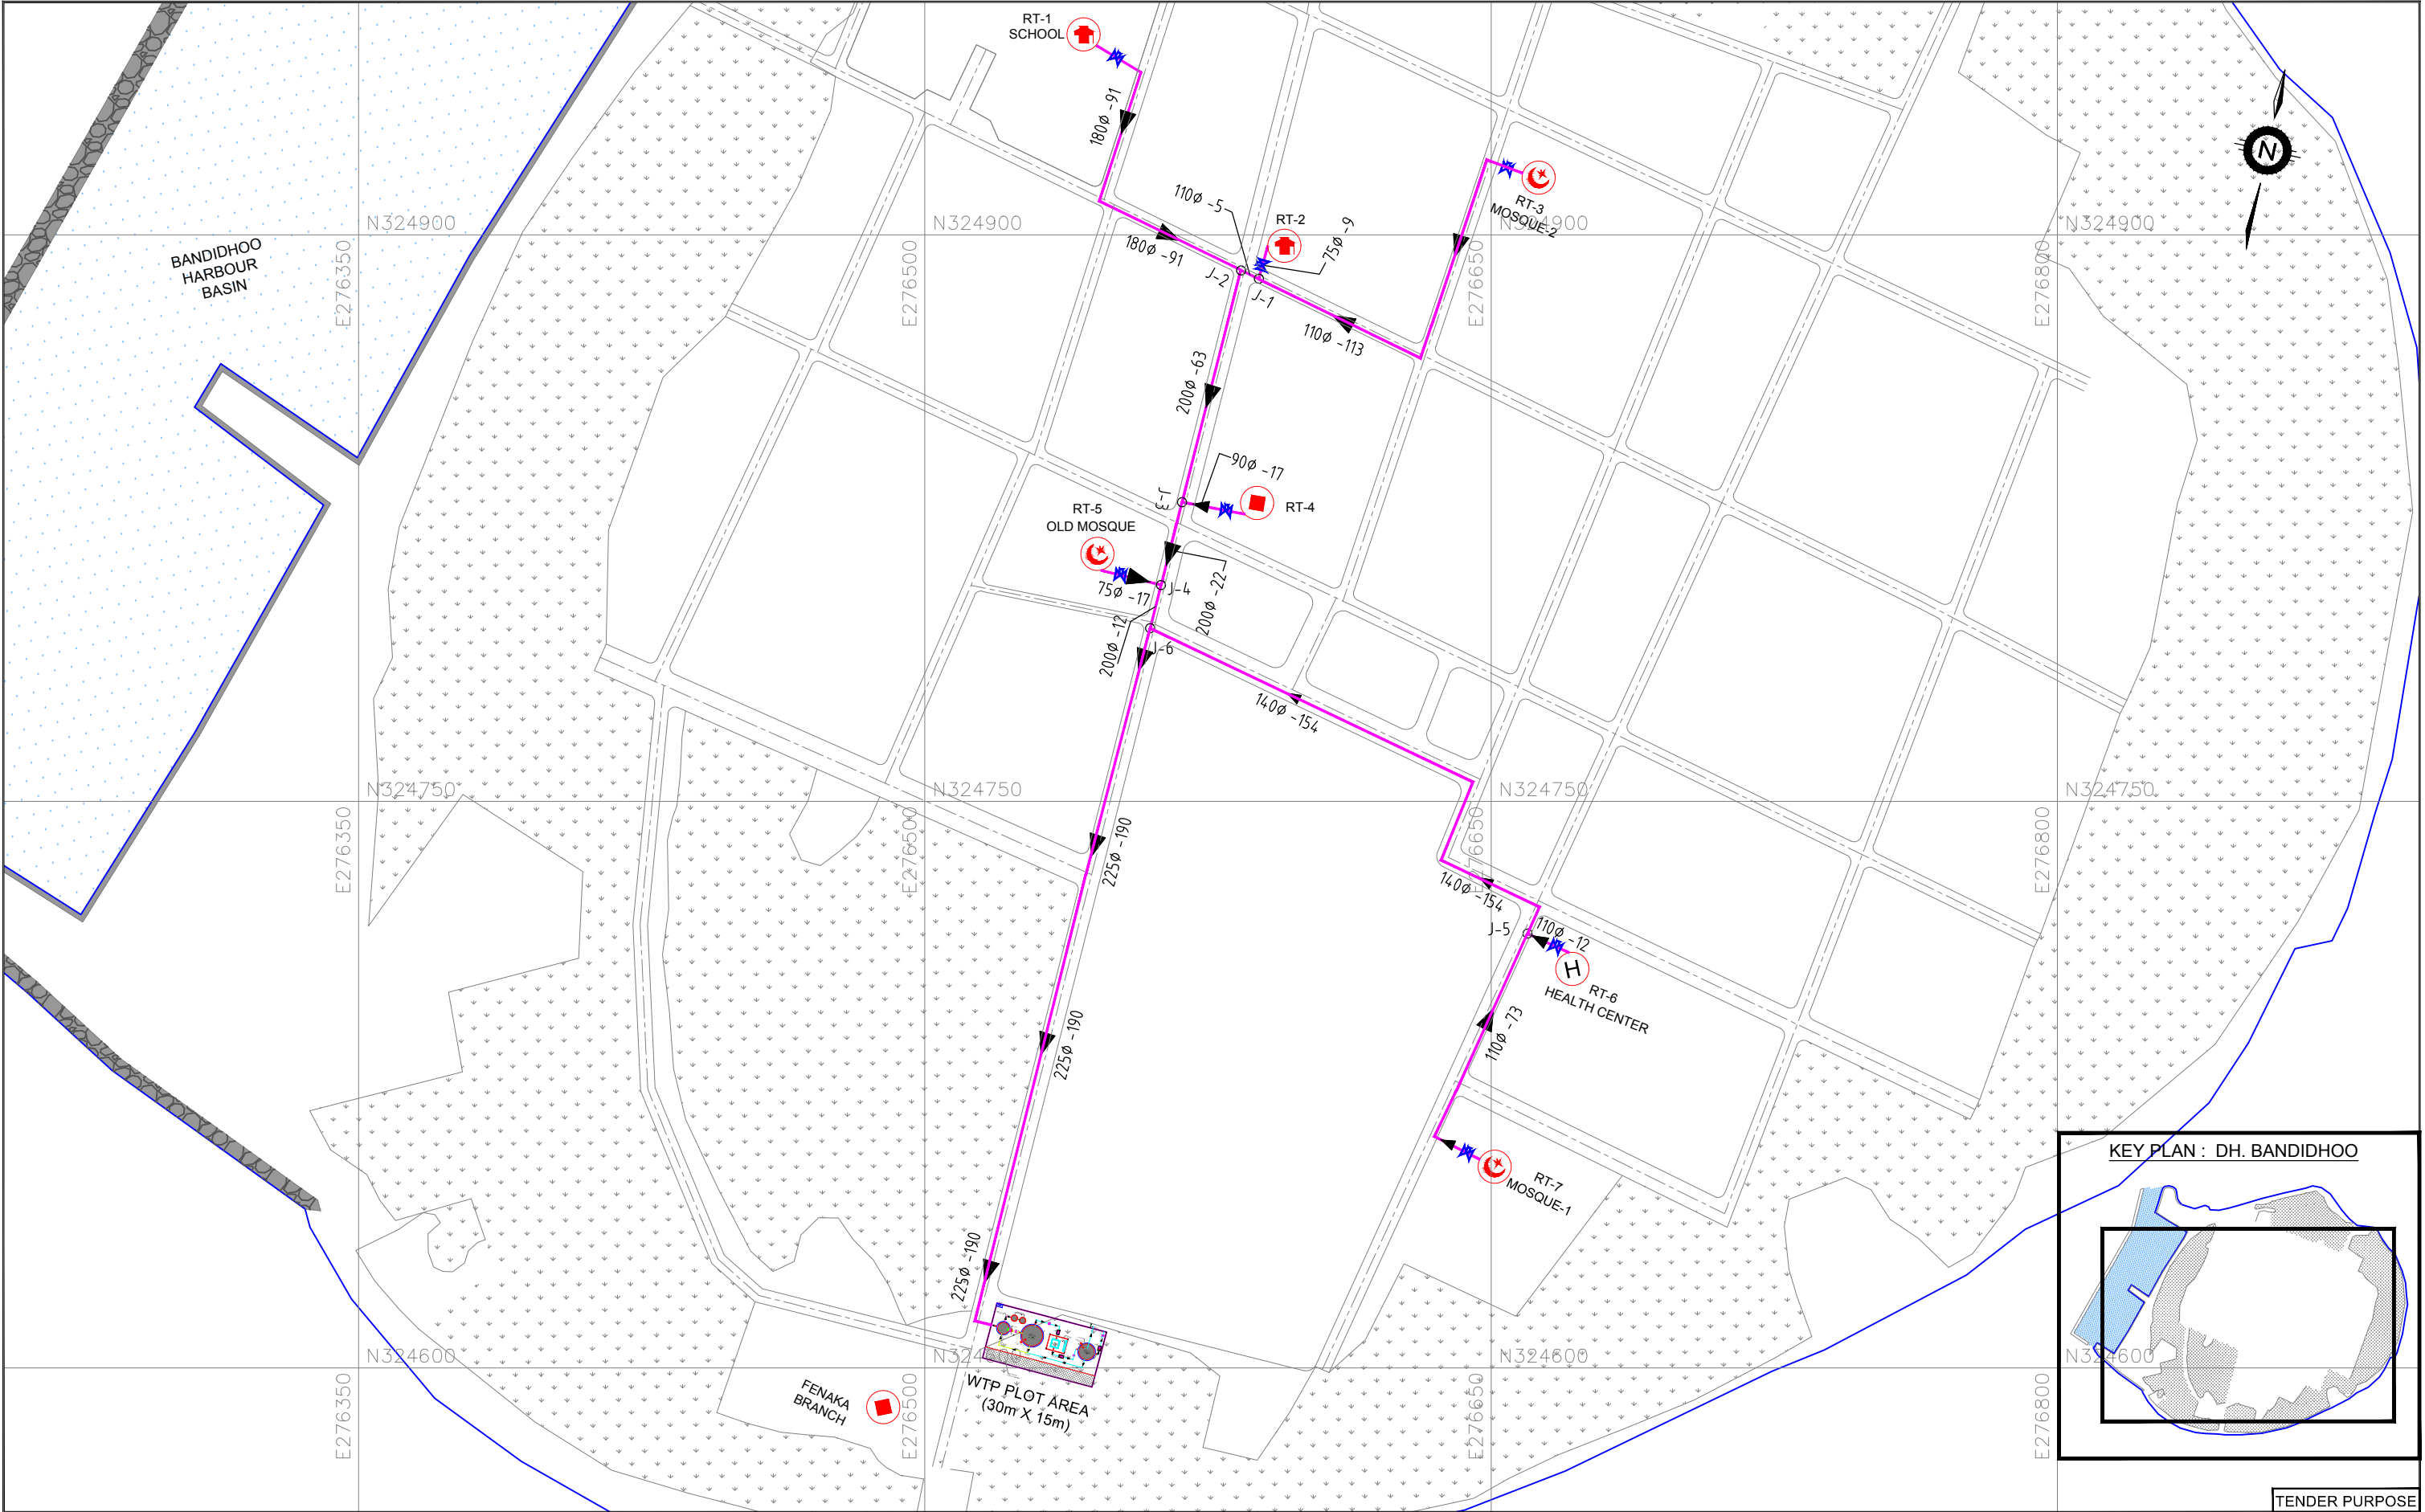 RT-1
SCHOOL
180ø -91
110ø -5
RT-2
75ø -9
RT-3
MOSQUE-2
N324900
N324900
N324900
N324900
BANDIDHOO
HARBOUR
BASIN
E276350
E276500
E276650
E276800
180ø -91
J-2
J-1
110ø -113
200ø -63
90ø -17
J-3
RT-4
RT-5
OLD MOSQUE
75ø -17
J-4
200ø -22
200ø -12
J-6
140ø -154
N324750
N324750
N324750
N324750
E276350
E276500
E276650
E276800
225ø -190
140ø -154
J-5
110ø -12
H
RT-6
HEALTH CENTER
225ø -190
110ø -73
RT-7
MOSQUE-1
225ø -190
N
KEY PLAN : DH. BANDIDHOO
N324600
N324600
N324600
WTP PLOT AREA
(30m X 15m)
FENAKA
BRANCH
E276350
E276500
E276650
E276800
TENDER PURPOSE